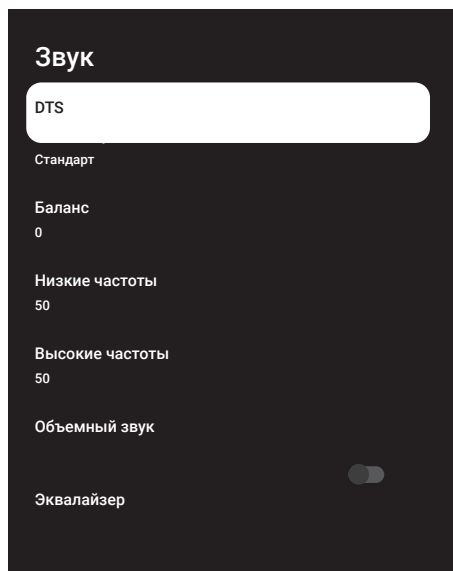 Звук
DTS
Стандарт
Баланс
0
Низкие частоты
50
Высокие частоты
50
Объемный звук
Эквалайзер